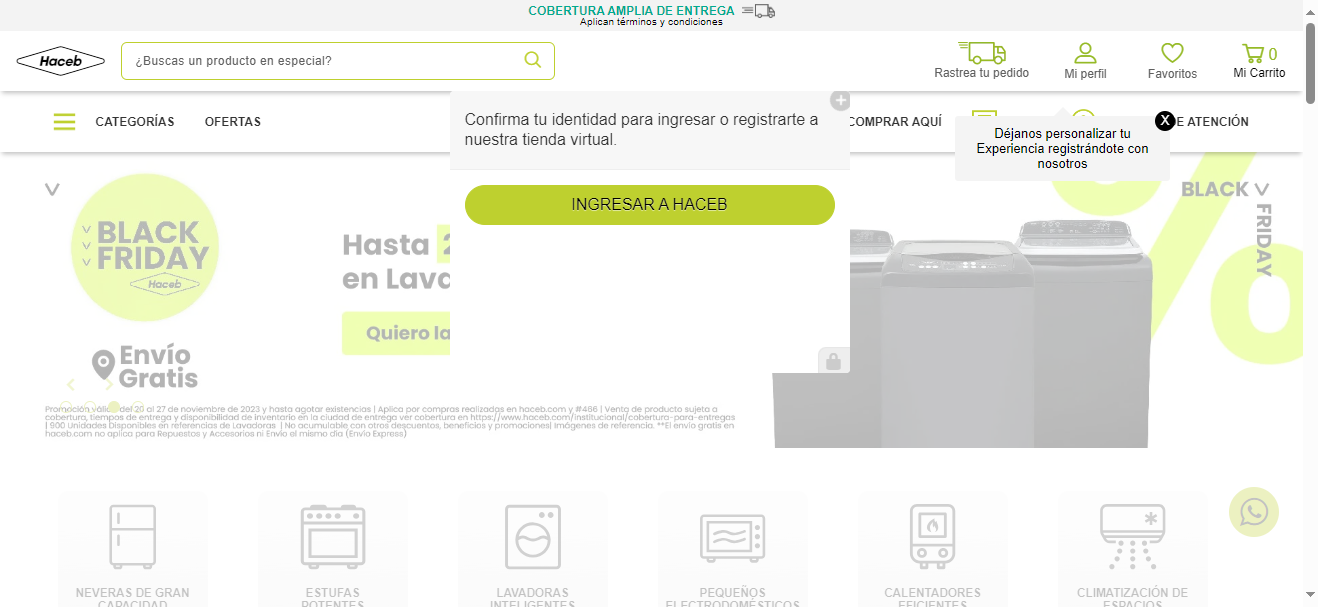 COBERTURA AMPLIA DE ENTREGA
Aplican términos y condiciones
Haceb
¿Buscas un producto en especial?
Rastrea tu pedido
Mi perfil
Favoritos
0
Mi Carrito
CATEGORÍAS
OFERTAS
Confirma tu identidad para ingresar o registrarte a
nuestra tienda virtual.
INGRESAR A HACEB
COMPRAR AQUÍ
E ATENCIÓN
X
Déjanos personalizar tu
Experiencia registrándote con
nosotros
BLACK
FRIDAY
Haceb
Envío
Gratis
Hasta 2
en Lava
Quiero la
BLACK
FRIDAY
%
Promoción válida del 20 al 27 de noviembre de 2023 y hasta agotar existencias | Aplica por compras realizadas en haceb.com y #466 | Venta de producto sujeta a
cobertura, tiempos de entrega y disponibilidad de inventario en la ciudad de entrega ver cobertura en https://www.haceb.com/institucional/cobertura-para-entregas
| 900 Unidades Disponibles en referencias de Lavadoras | No acumulable con otros descuentos, beneficios y promociones| Imágenes de referencia. **El envío gratis en
haceb.com no aplica para Repuestos y Accesorios ni Envío el mismo día (Envío Express)
NEVERAS DE GRAN
CAPACIDAD
ESTUFAS
POTENTES
LAVADORAS
INTELIGENTES
PEQUEÑOS
ELECTRODOMÉSTICOS
CALENTADORES
EFICIENTES
CLIMATIZACIÓN DE
ESPACIOS